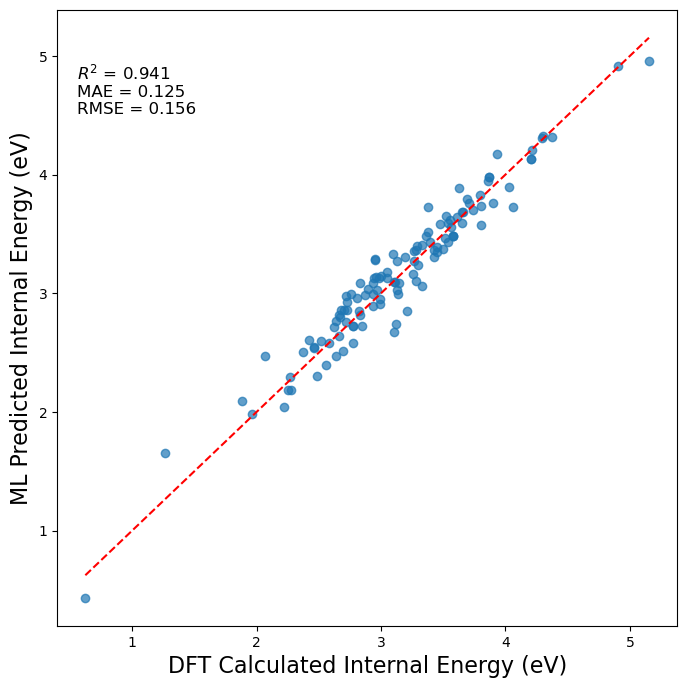 R² = 0.941
MAE = 0.125
RMSE = 0.156
ML Predicted Internal Energy (eV)
5
4
3
2
1
1 2 3 4 5
DFT Calculated Internal Energy (eV)